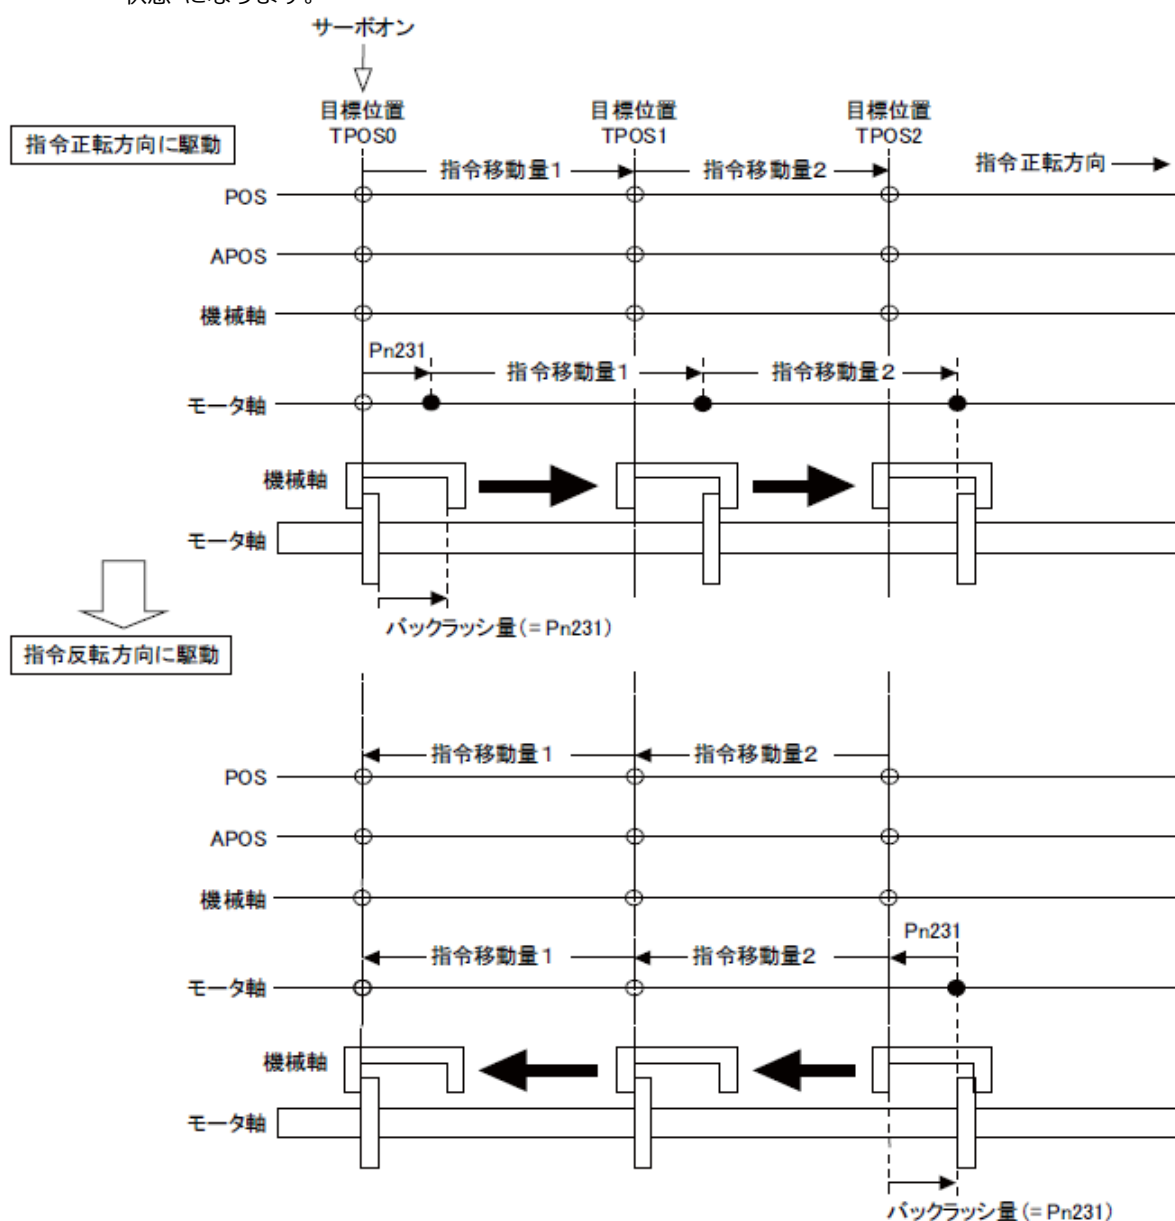 状態 になります。
サーボオン
目標位置
TPOS0
目標位置
TPOS1
目標位置
TPOS2
指令正転方向に駆動
指令移動量1
指令移動量2
指令正転方向
POS
APOS
機械軸
Pn231
指令移動量1
指令移動量2
モータ軸
機械軸
モータ軸
バックラッシ量(=Pn231)
指令反転方向に駆動
指令移動量1
指令移動量2
POS
APOS
機械軸
Pn231
指令移動量1
指令移動量2
モータ軸
機械軸
モータ軸
バックラッシ量(=Pn231)